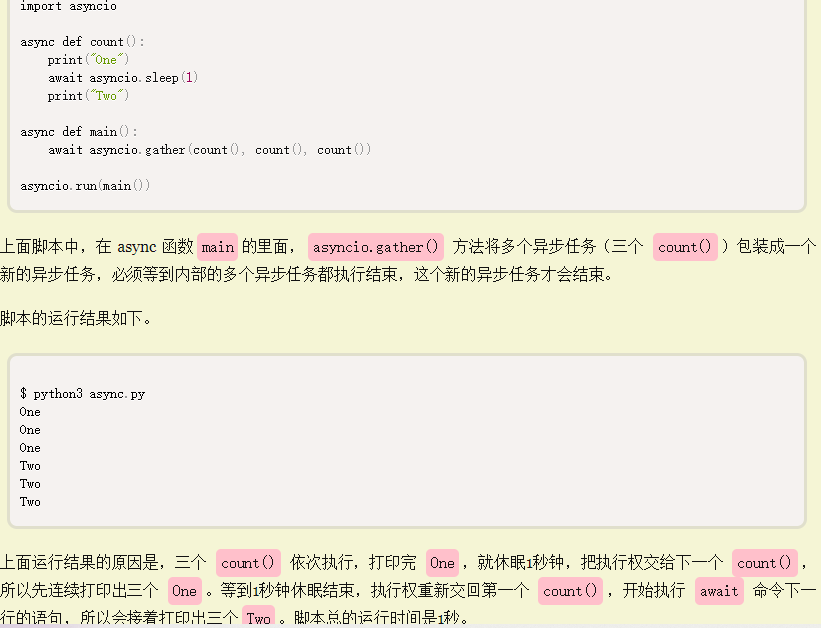 import asyncio
async def count():
print("One")
await asyncio.sleep(1)
print("Two")
async def main():
await asyncio.gather(count(), count(), count())
asyncio.run(main())
上面脚本中，在 async 函数 main 的里面，asyncio.gather() 方法将多个异步任务（三个 count()）包装成一个
新的异步任务，必须等到内部的多个异步任务都执行结束，这个新的异步任务才会结束。
脚本的运行结果如下。
$ python3 async.py
One
One
One
Two
Two
Two
上面运行结果的原因是，三个 count() 依次执行，打印完 One，就休眠1秒钟，把执行权交给下一个 count()，
所以先连续打印出三个 One。等到1秒钟休眠结束，执行权重新交回第一个 count()，开始执行 await 命令下一
行的语句，所以会接着打印出三个 Two。脚本总的运行时间是1秒。